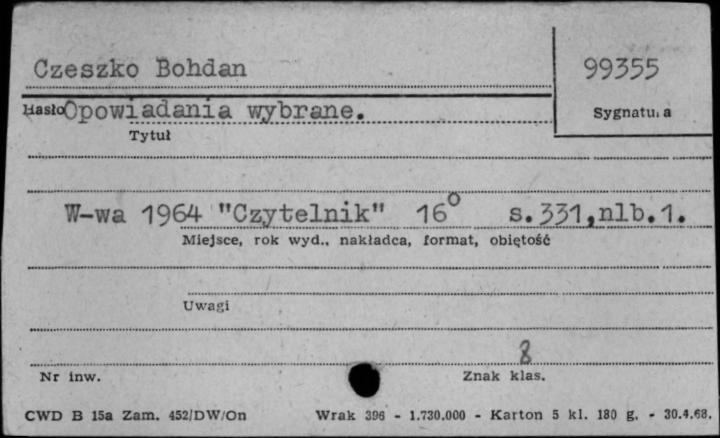 Czeszko Bohdan
99355
Hasło Opowiadania wybrane.
Sygnatura
Tytuł
W-wa 1964 "Czytelnik" 16° s.331,nlb.1.
Miejsce, rok wyd., nakładca, format, objętość
Uwagi
8
Nr inw. Znak klas.
CWD B 15a Zam. 452/DW/On Wrak 396 - 1.730.000 - Karton 5 kl. 180 g. - 30.4.68.